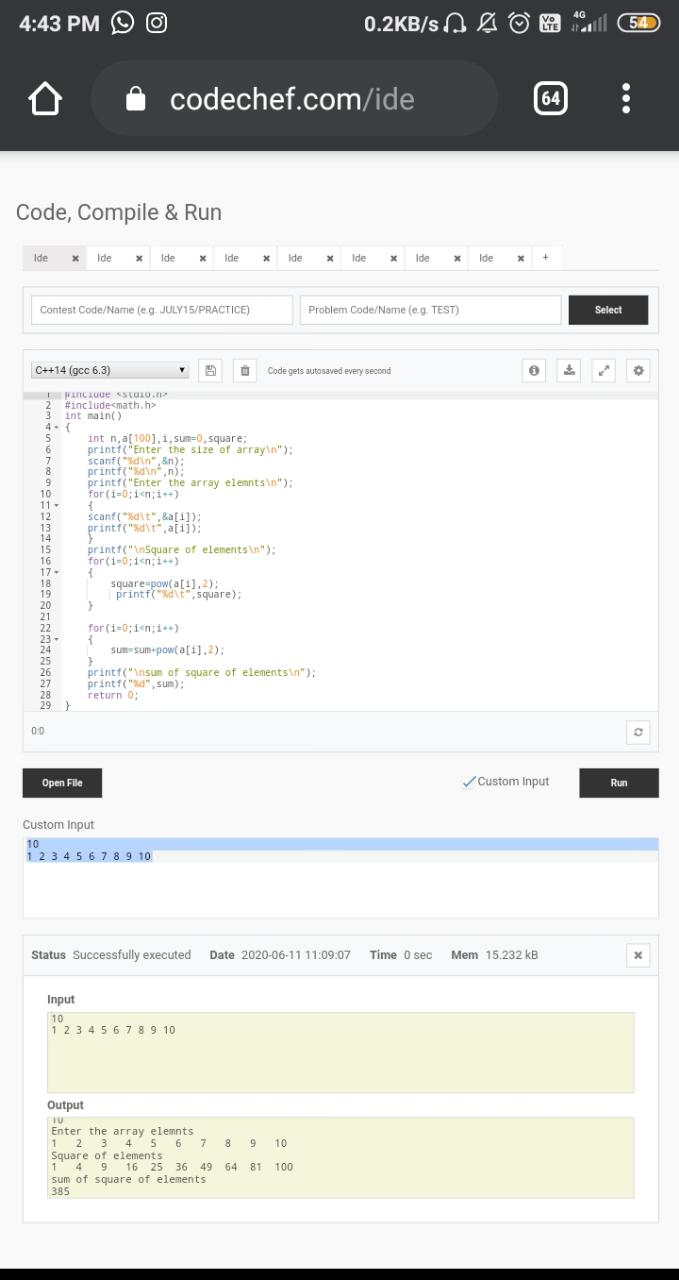 4:43 PM 0.2KB/s Vo LTE 4G 54
codechef.com/ide 64
Code, Compile & Run
Ide × Ide × Ide × Ide × Ide × Ide × Ide × Ide × +
Contest Code/Name (e.g. JULY15/PRACTICE) Problem Code/Name (e.g. TEST) Select
C++14 (gcc 6.3) Code gets autosaved every second
1 #include <stdio.h>
2 #include<math.h>
3 int main()
4 {
5 int n,a[100],i,sum=0,square;
6 printf("Enter the size of array\n");
7 scanf("%d\n",&n);
8 printf("%d\n",n);
9 printf("Enter the array elemnts\n");
10 for(i=0;i<n;i++)
11 {
12 scanf("%d\t",&a[i]);
13 printf("%d\t",a[i]);
14 }
15 printf("\nSquare of elements\n");
16 for(i=0;i<n;i++)
17 {
18 square=pow(a[i],2);
19 printf("%d\t",square);
20 }
21
22 for(i=0;i<n;i++)
23 {
24 sum=sum+pow(a[i],2);
25 }
26 printf("\nsum of square of elements\n");
27 printf("%d",sum);
28 return 0;
29 }
0:0
Open File Custom Input Run
Custom Input
10
1 2 3 4 5 6 7 8 9 10
Status Successfully executed Date 2020-06-11 11:09:07 Time 0 sec Mem 15.232 kB ×
Input
10
1 2 3 4 5 6 7 8 9 10
Output
10
Enter the array elemnts
1 2 3 4 5 6 7 8 9 10
Square of elements
1 4 9 16 25 36 49 64 81 100
sum of square of elements
385